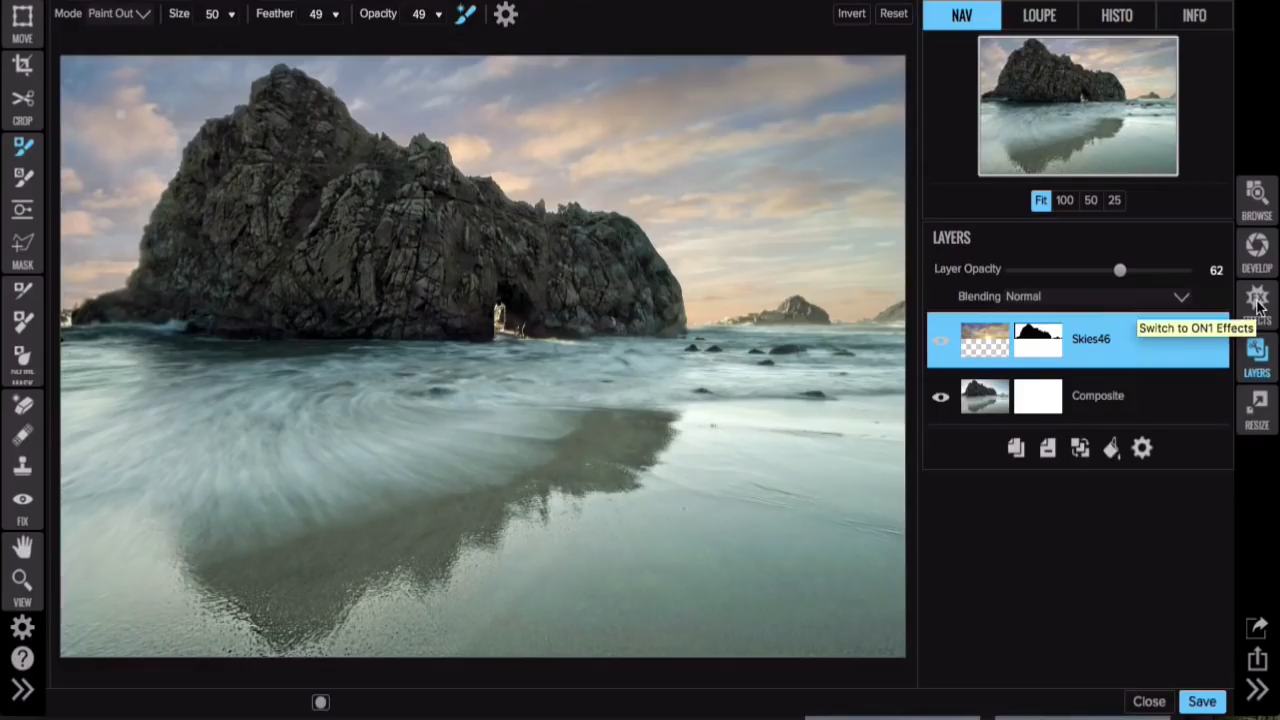 Mode Paint Out Size 50 Feather 49 Opacity 49 Invert Reset
NAV LOUPE HISTO INFO
MOVE
CROP
MASK
MASK
FIX
VIEW
Fit 100 50 25
LAYERS
Layer Opacity 62
Blending Normal
Skies46
Composite
Switch to ON1 Effects
BROWSE
DEVELOP
EFFECTS
LAYERS
RESIZE
Close Save